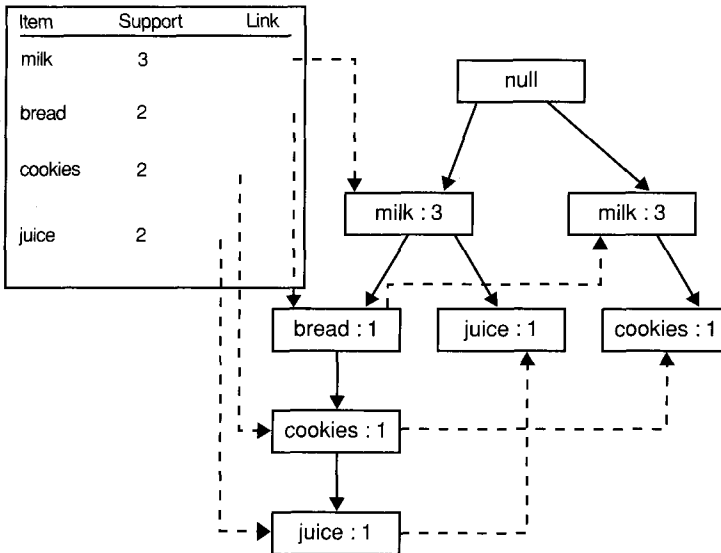 Item Support Link
milk 3
bread 2
cookies 2
juice 2
null
milk : 3
milk : 3
bread : 1
juice : 1
cookies : 1
cookies : 1
juice : 1